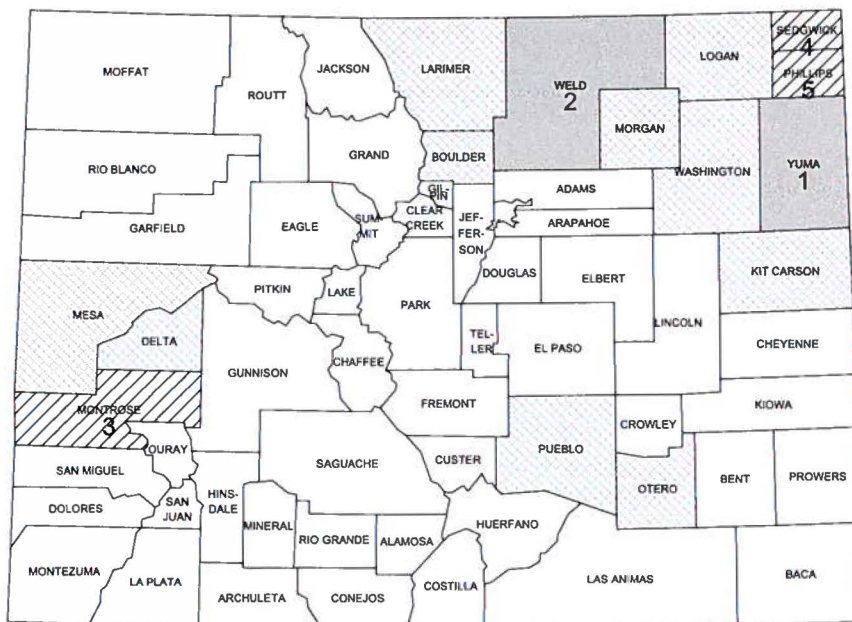 SEDGWICK
4
MOFFAT
JACKSON
LARIMER
LOGAN
PHILLIPS
5
ROUTT
WELD
2
MORGAN
GRAND
BOULDER
WASHINGTON
YUMA
1
RIO BLANCO
GIL-
PIN
ADAMS
CLEAR
CREEK
ARAPAHOE
GARFIELD
EAGLE
SUM-
MIT
JEF-
FER-
SON
DOUGLAS
ELBERT
KIT CARSON
PITKIN
LAKE
PARK
MESA
DELTA
TEL-
LER
LINCOLN
CHEYENNE
EL PASO
GUNNISON
CHAFFEE
FREMONT
KIOWA
MONTROSE
3
CROWLEY
OURAY
PUEBLO
SAGUACHE
CUSTER
SAN MIGUEL
OTERO
BENT
PROWERS
HINS-
DALE
DOLORES
SAN
JUAN
MINERAL
RIO GRANDE
ALAMOSA
HUERFANO
MONTEZUMA
LA PLATA
ARCHULETA
CONEJOS
COSTILLA
LAS ANIMAS
BACA